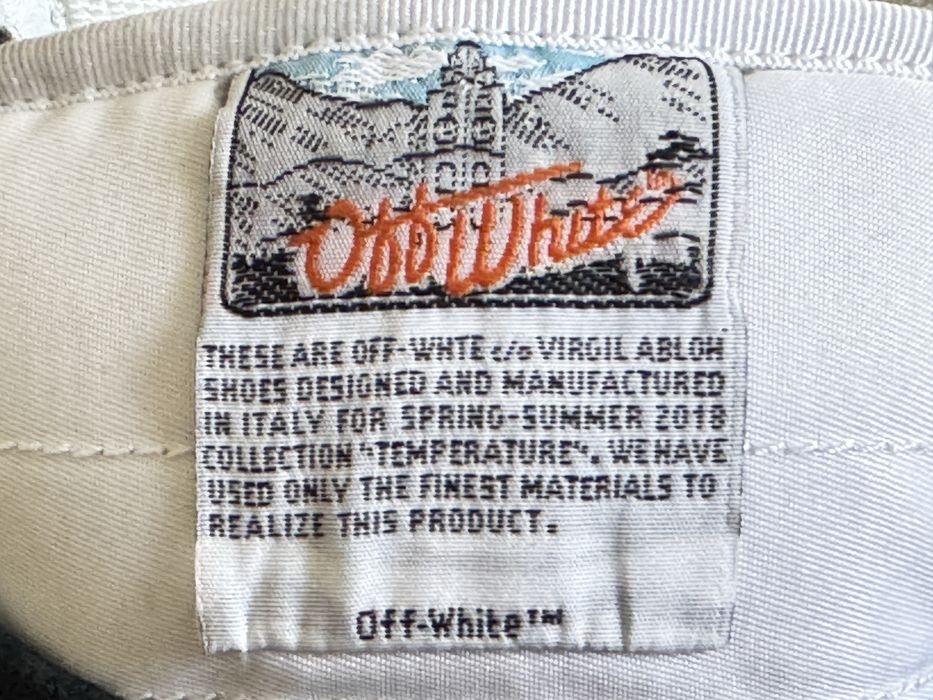 Off White™
THESE ARE OFF-WHTE c/o VIRGIL ABLOH
SHOES DESIGNED AND MANUFACTURED
IN ITALY FOR SPRING-SUMMER 2018
COLLECTION "TEMPERATURE". WE HAVE
USED ONLY THE FINEST MATERIALS TO
REALIZE THIS PRODUCT.
Off-White™